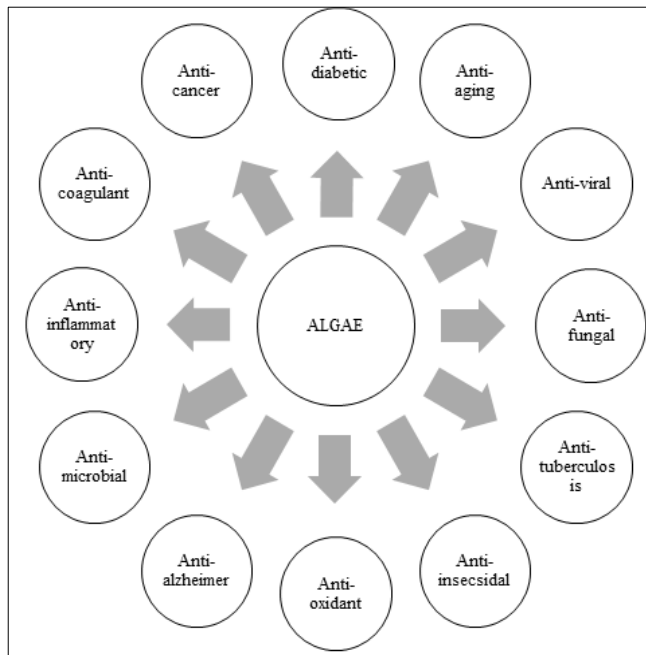 Anti-
diabetic
Anti-
aging
Anti-viral
Anti-
fungal
Anti-
tuberculos
is
Anti-
insecsidal
Anti-
oxidant
Anti-
alzheimer
Anti-
microbial
Anti-
inflammat
ory
Anti-
coagulant
Anti-
cancer
ALGAE